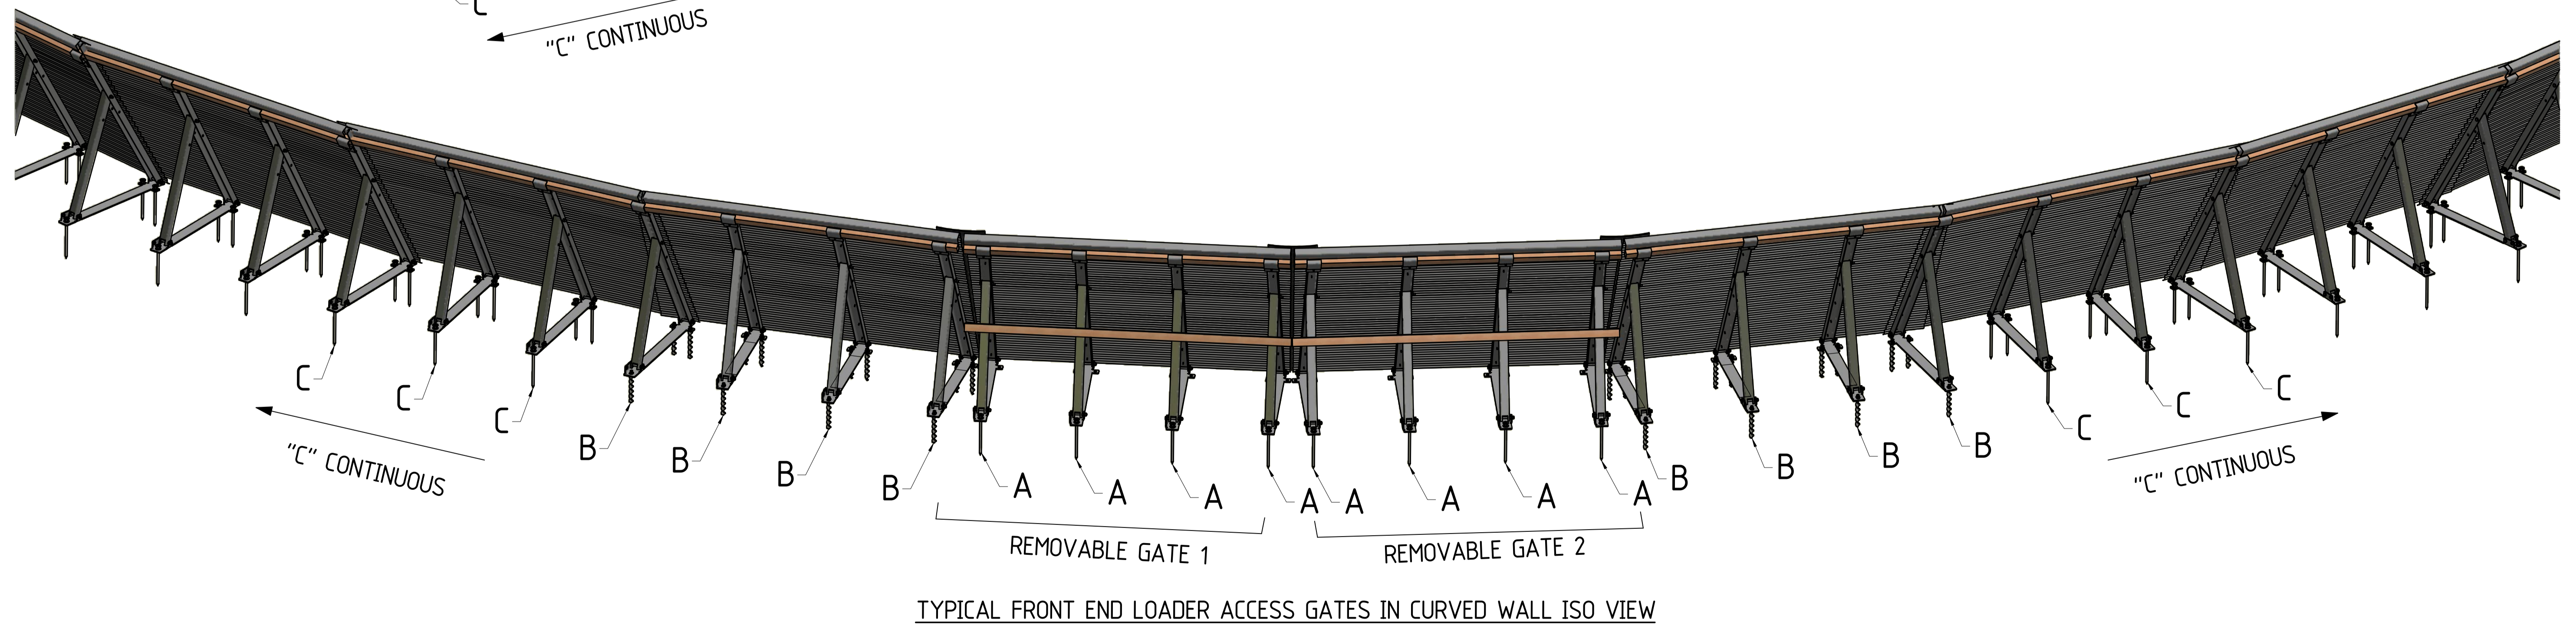 C
"C" CONTINUOUS
C
C
C
B
B
B
B
A
A
A
A
A
A
A
A
B
B
B
B
C
C
C
"C" CONTINUOUS
"C" CONTINUOUS
REMOVABLE GATE 1
REMOVABLE GATE 2
TYPICAL FRONT END LOADER ACCESS GATES IN CURVED WALL ISO VIEW